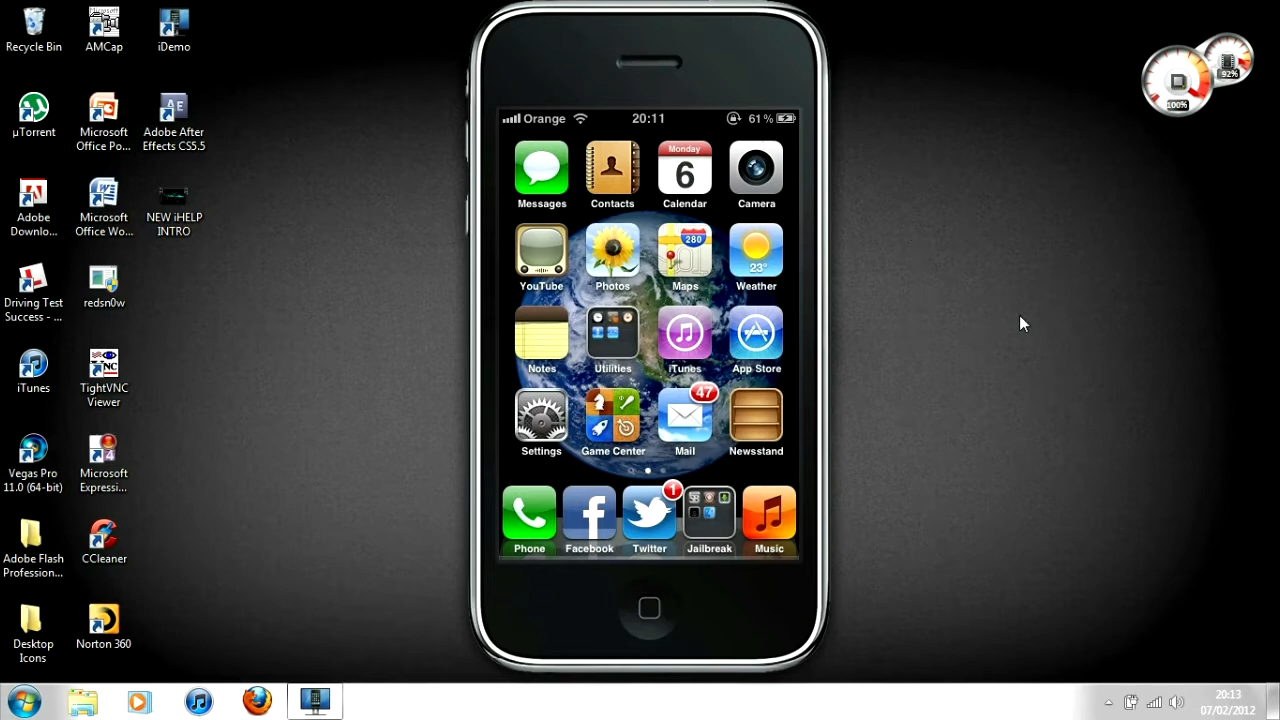 Recycle Bin
AMCap
iDemo
µTorrent
Microsoft
Office Po...
Adobe After
Effects CS5.5
Adobe
Downlo...
Microsoft
Office Wo...
NEW iHELP
INTRO
Driving Test
Success - ...
redsn0w
iTunes
TightVNC
Viewer
Vegas Pro
11.0 (64-bit)
Microsoft
Expressi...
Adobe Flash
Profession...
CCleaner
Desktop
Icons
Norton 360
Orange 20:11 61%
Monday
6
Messages Contacts Calendar Camera
280
23°
YouTube Photos Maps Weather
Notes Utilities iTunes App Store
47
Settings Game Center Mail Newsstand
1
Phone Facebook Twitter Jailbreak Music
92%
100%
20:13
07/02/2012